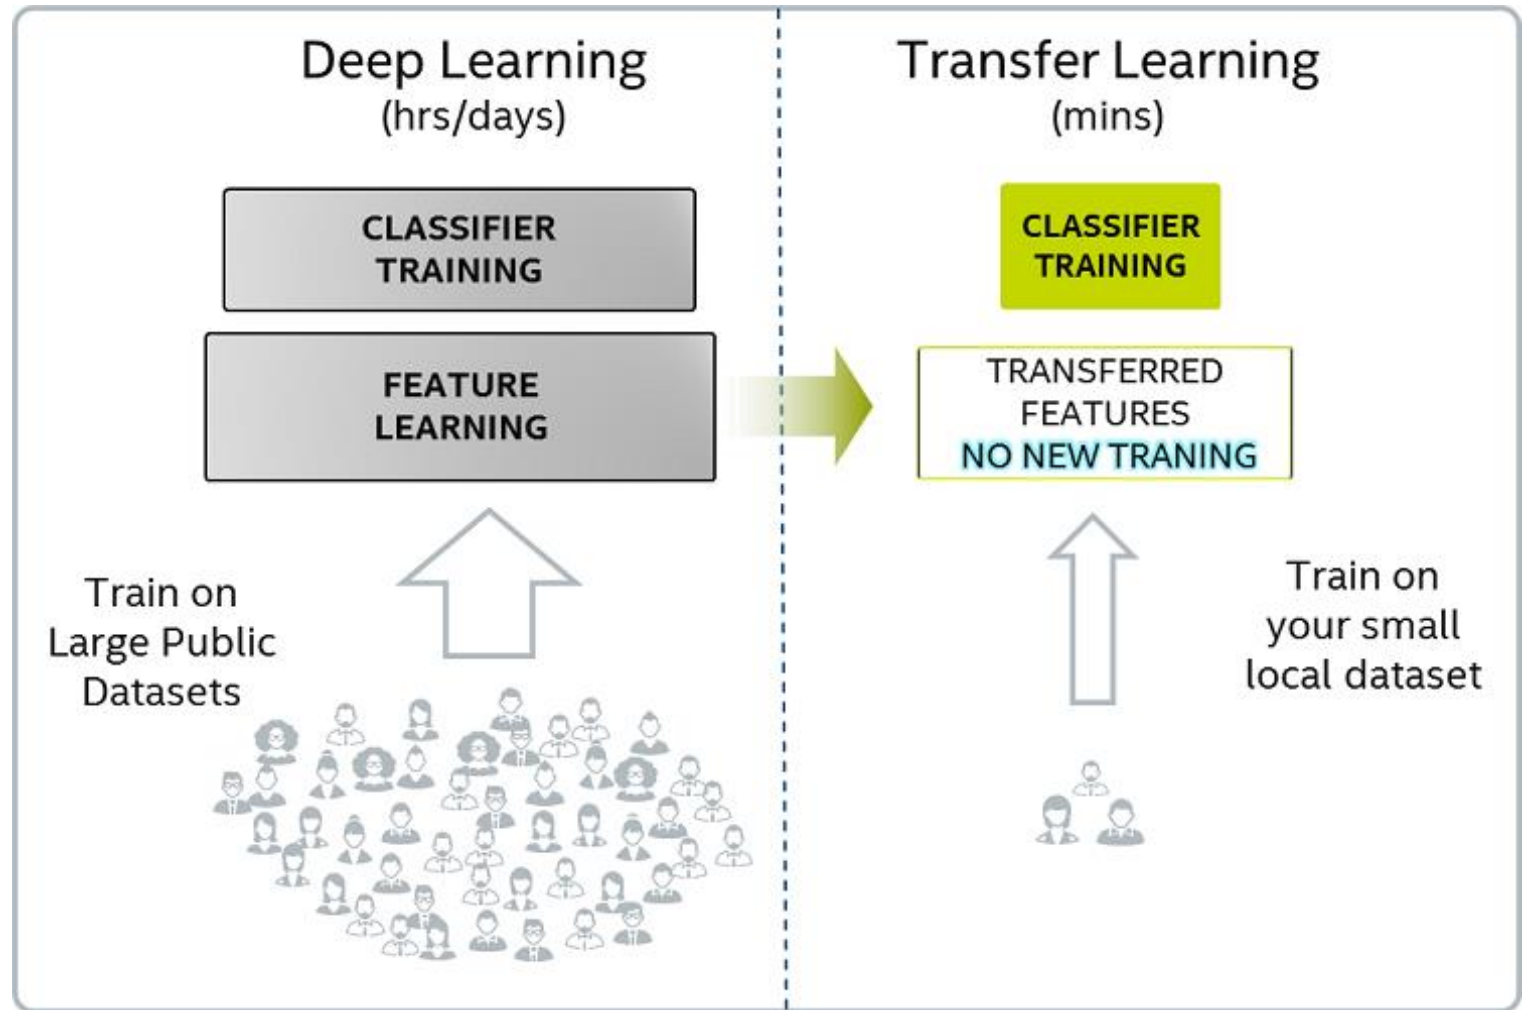 Deep Learning
(hrs/days)
CLASSIFIER
TRAINING
FEATURE
LEARNING
Train on
Large Public
Datasets
Transfer Learning
(mins)
CLASSIFIER
TRAINING
TRANSFERRED
FEATURES
NO NEW TRANING
Train on
your small
local dataset